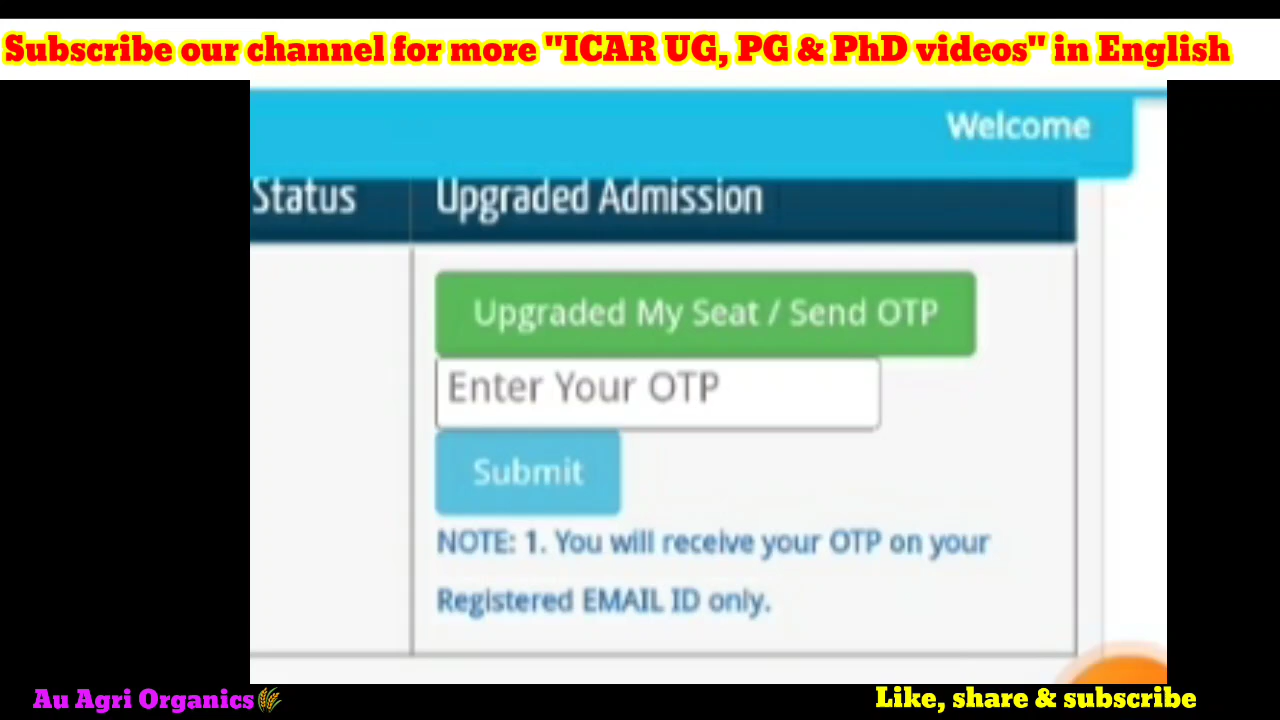 Subscribe our channel for more "ICAR UG, PG & PhD videos" in English
Welcome
Status
Upgraded Admission
Upgraded My Seat / Send OTP
Enter Your OTP
Submit
NOTE: 1. You will receive your OTP on your
Registered EMAIL ID only.
Au Agri Organics🌾
Like, share & subscribe